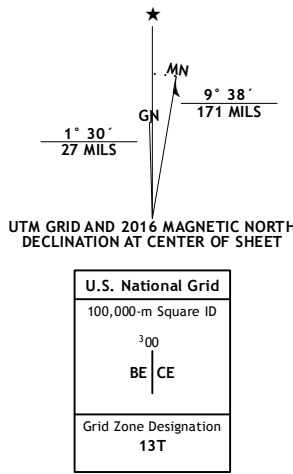 ★
MN
GN
9° 38´
171 MILS
1° 30´
27 MILS
UTM GRID AND 2016 MAGNETIC NORTH
DECLINATION AT CENTER OF SHEET
U.S. National Grid
100,000-m Square ID
³00
BE CE
Grid Zone Designation
13T